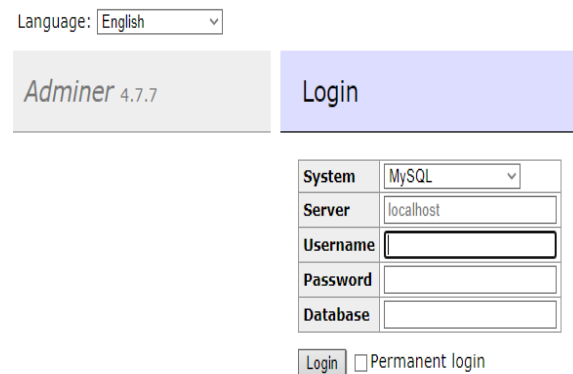 Language: English
Adminer 4.7.7
Login
System MySQL
Server localhost
Username
Password
Database
Login Permanent login